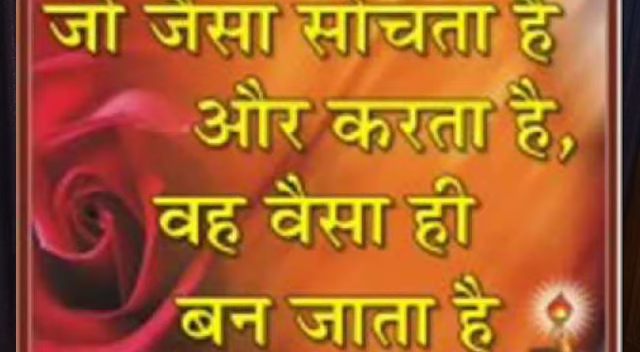 जो जैसा सोचता है
और करता है,
वह वैसा ही
बन जाता है